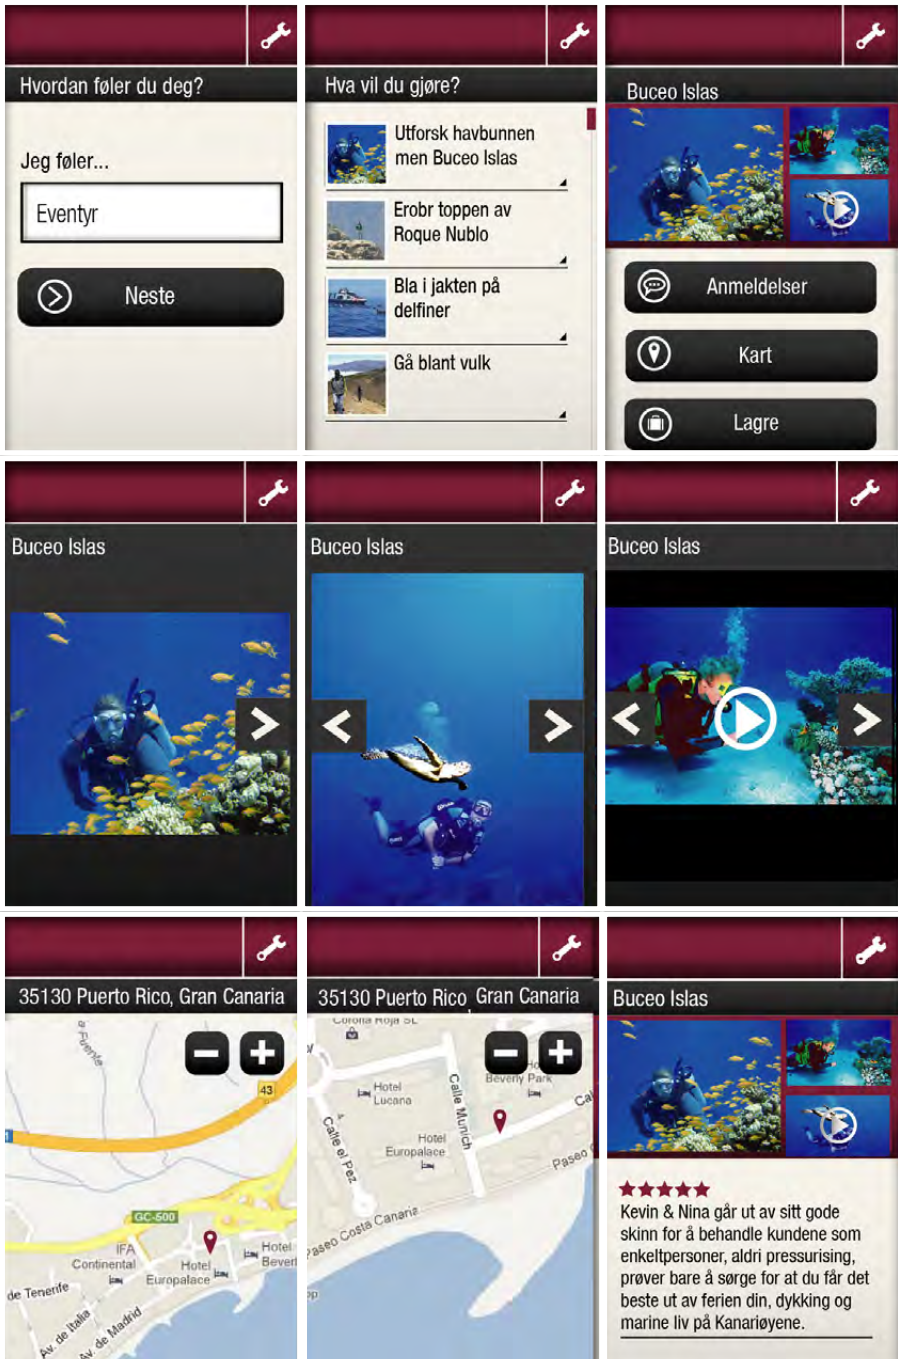 Hvordan føler du deg?
Jeg føler...
Eventyr
Neste
Hva vil du gjøre?
Utforsk havbunnen
men Buceo Islas
Erobr toppen av
Roque Nublo
Bla i jakten på
delfiner
Gå blant vulk
Buceo Islas
Anmeldelser
Kart
Lagre
Buceo Islas
Buceo Islas
Buceo Islas
35130 Puerto Rico, Gran Canaria
a Fuente
43
GC-500
IFA
Continental
Hotel
Europalace
Hotel
Beverl
de Tenerife
Av. de Italia
Av. de Madrid
35130 Puerto Rico, Gran Canaria
Corona Roja SL
Hotel
Lucana
Calle Munich
Beverly Park
Calle el Pez
Hotel
Europalace
Cal
Paseo
Paseo Costa Canaria
Buceo Islas
Kevin & Nina går ut av sitt gode
skinn for å behandle kundene som
enkeltpersoner, aldri pressurising,
prøver bare å sørge for at du får det
beste ut av ferien din, dykking og
marine liv på Kanariøyene.